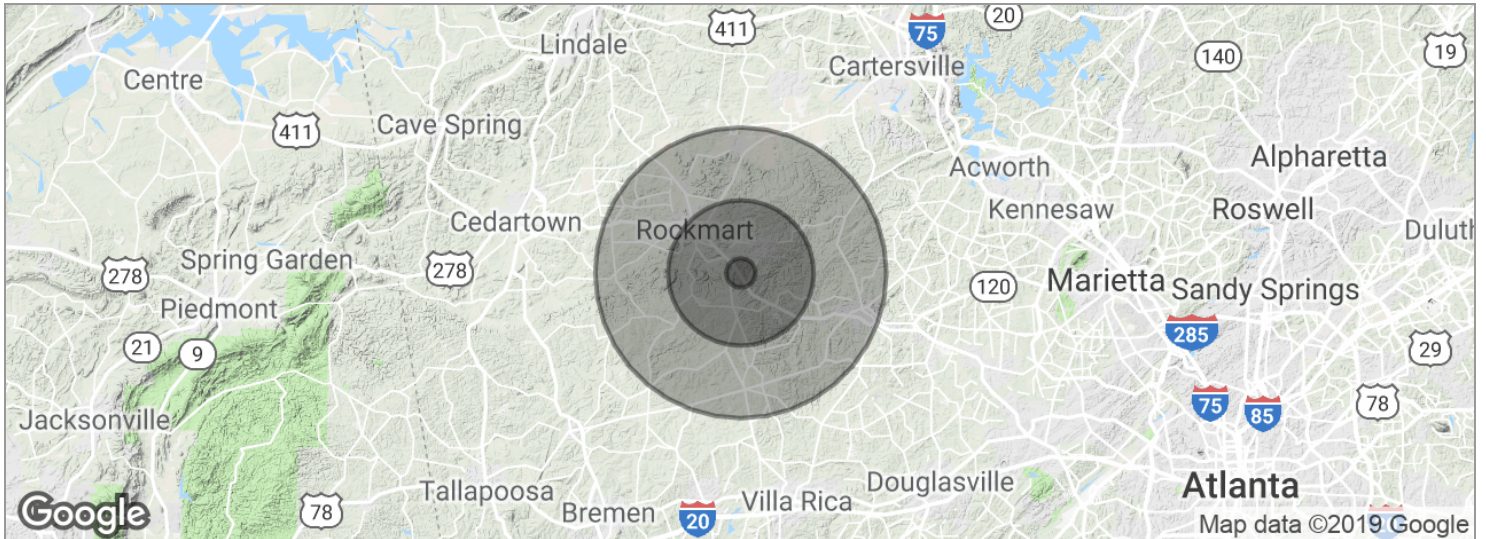 411
75
20
Lindale
140
19
Cartersville
Centre
411
Cave Spring
Acworth
Alpharetta
Kennesaw
Roswell
Cedartown
Rockmart
Duluth
278
Spring Garden
278
120
Marietta
Sandy Springs
Piedmont
285
21
9
29
75
85
78
Jacksonville
Tallapoosa
Douglasville
Atlanta
Villa Rica
78
Bremen
20
Google
Map data ©2019 Google